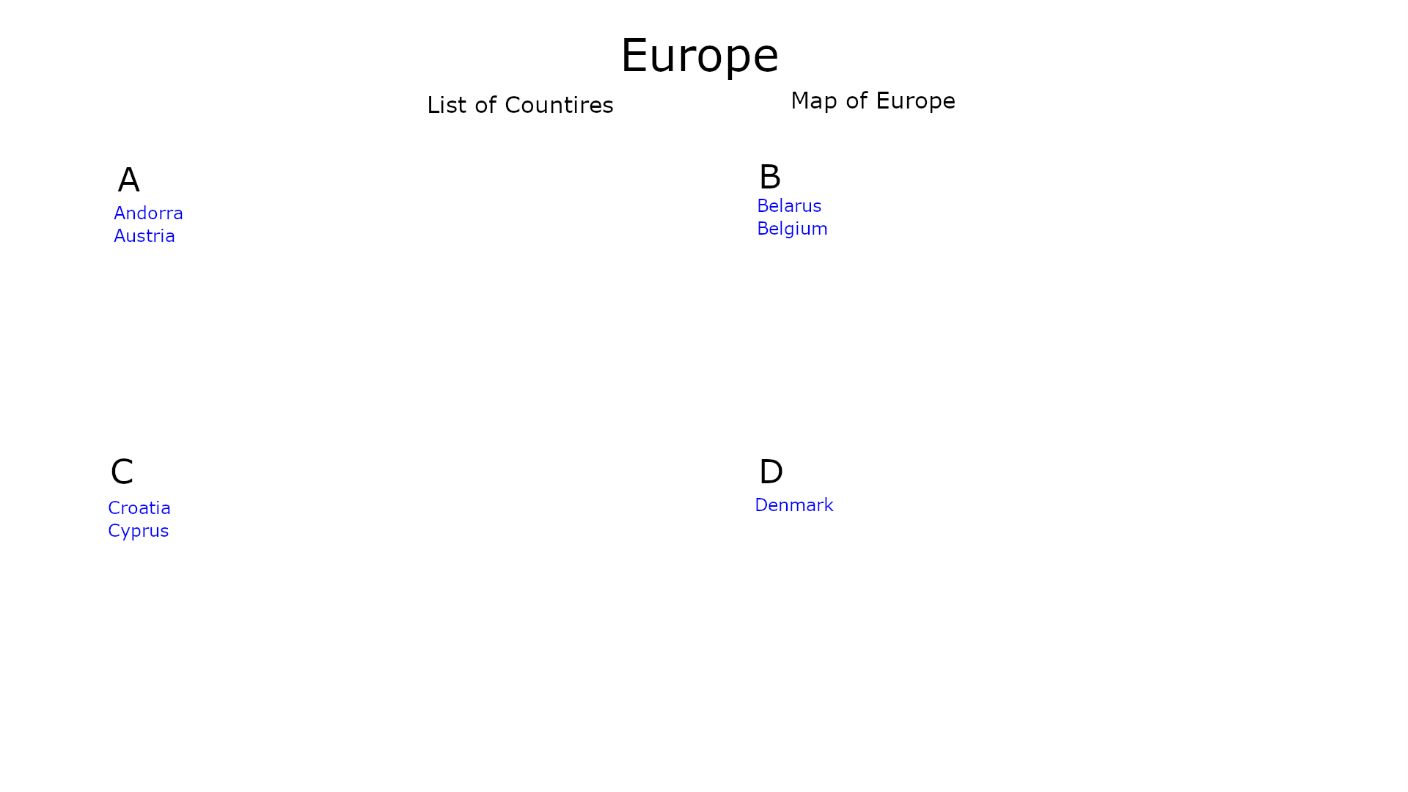 Europe
List of Countires
Map of Europe
A
Andorra
Austria
B
Belarus
Belgium
C
Croatia
Cyprus
D
Denmark